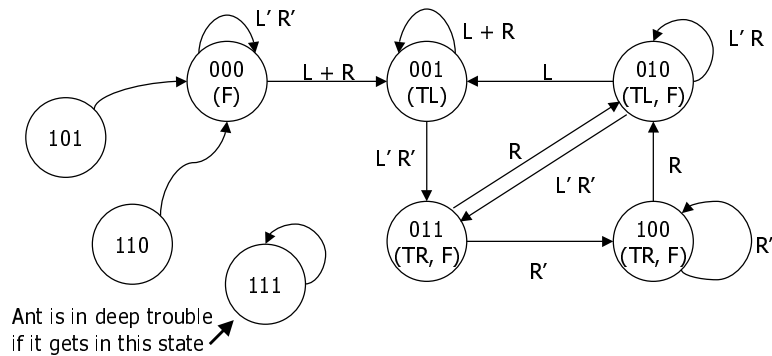 L’ R’
L + R
L’ R
000
(F)
L + R
001
(TL)
L
010
(TL, F)
101
L’ R’
R
L’ R’
R
110
011
(TR, F)
R’
100
(TR, F)
R’
111
Ant is in deep trouble
if it gets in this state